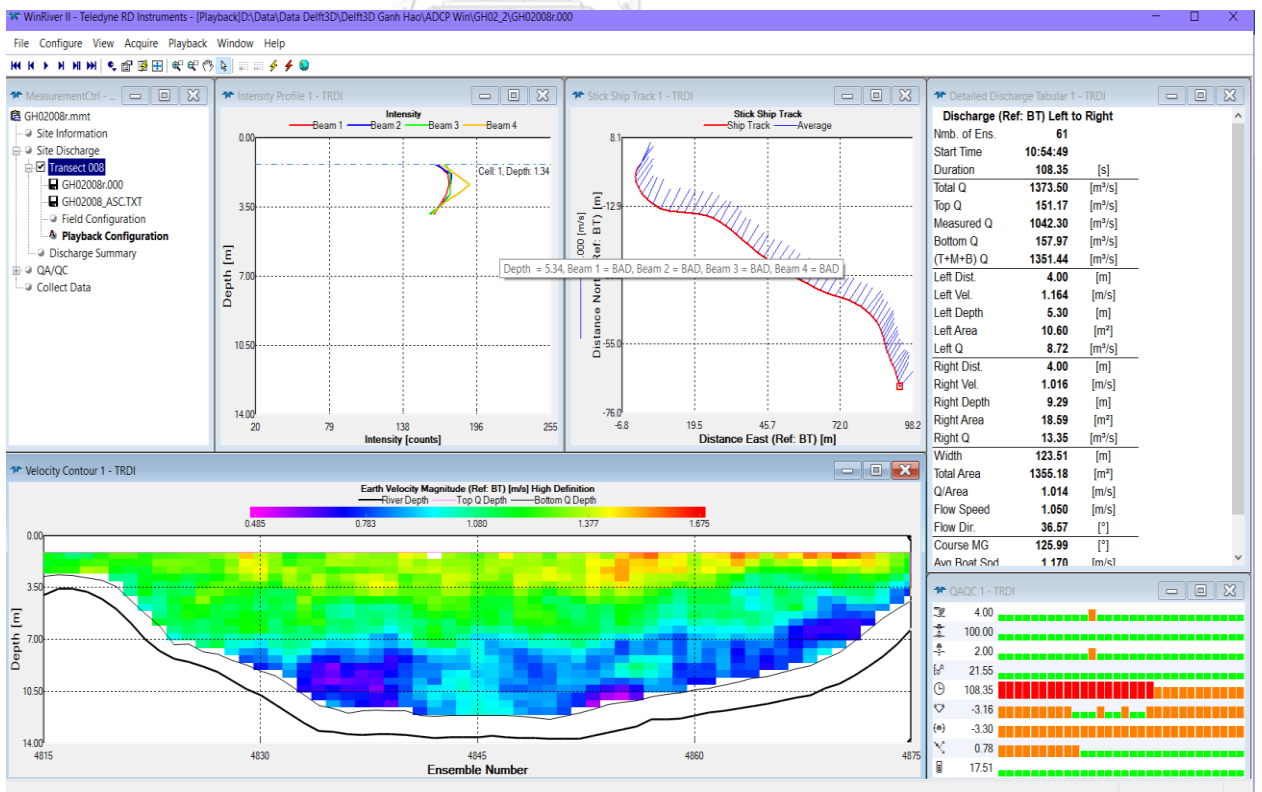 WinRiver II - Teledyne RD Instruments - [Playback]D:\Data\Data Delft3D\Delft3D Ganh Hao\ADCP Win\GH02_2\GH02008r.000
File Configure View Acquire Playback Window Help
MeasurementCtrl - ...
GH02008r.mmt
Site Information
Site Discharge
Transect 008
GH02008r.000
GH02008_ASC.TXT
Field Configuration
Playback Configuration
Discharge Summary
QA/QC
Collect Data
Intensity Profile 1 - TRDI
Intensity
Beam 1 Beam 2 Beam 3 Beam 4
0.00
Cell: 1, Depth: 1.34
3.50
7.00
10.50
14.00
Depth [m]
20 79 138 196 255
Intensity [counts]
Depth = 5.34, Beam 1 = BAD, Beam 2 = BAD, Beam 3 = BAD, Beam 4 = BAD
Stick Ship Track 1 - TRDI
Stick Ship Track
Ship Track Average
8.1
-12.9
-55.0
-76.0
.000 [m/s]
Distance Nor
Ref: BT) [m]
-6.8 19.5 45.7 72.0 98.2
Distance East (Ref: BT) [m]
Detailed Discharge Tabular 1 - TRDI
Discharge (Ref: BT) Left to Right
Nmb. of Ens. 61
Start Time 10:54:49
Duration 108.35 [s]
Total Q 1373.50 [m³/s]
Top Q 151.17 [m³/s]
Measured Q 1042.30 [m³/s]
Bottom Q 157.97 [m³/s]
(T+M+B) Q 1351.44 [m³/s]
Left Dist. 4.00 [m]
Left Vel. 1.164 [m/s]
Left Depth 5.30 [m]
Left Area 10.60 [m²]
Left Q 8.72 [m³/s]
Right Dist. 4.00 [m]
Right Vel. 1.016 [m/s]
Right Depth 9.29 [m]
Right Area 18.59 [m²]
Right Q 13.35 [m³/s]
Width 123.51 [m]
Total Area 1355.18 [m²]
Q/Area 1.014 [m/s]
Flow Speed 1.050 [m/s]
Flow Dir. 36.57 [°]
Course MG 125.99 [°]
Avg Boat Spd 1.170 [m/s]
Velocity Contour 1 - TRDI
Earth Velocity Magnitude (Ref: BT) [m/s] High Definition
River Depth Top Q Depth Bottom Q Depth
0.485 0.783 1.080 1.377 1.675
0.00
3.50
7.00
10.50
14.00
Depth [m]
4815 4830 4845 4860 4875
Ensemble Number
QAQC 1 - TRDI
4.00
100.00
2.00
21.55
108.35
-3.16
-3.30
0.78
17.51